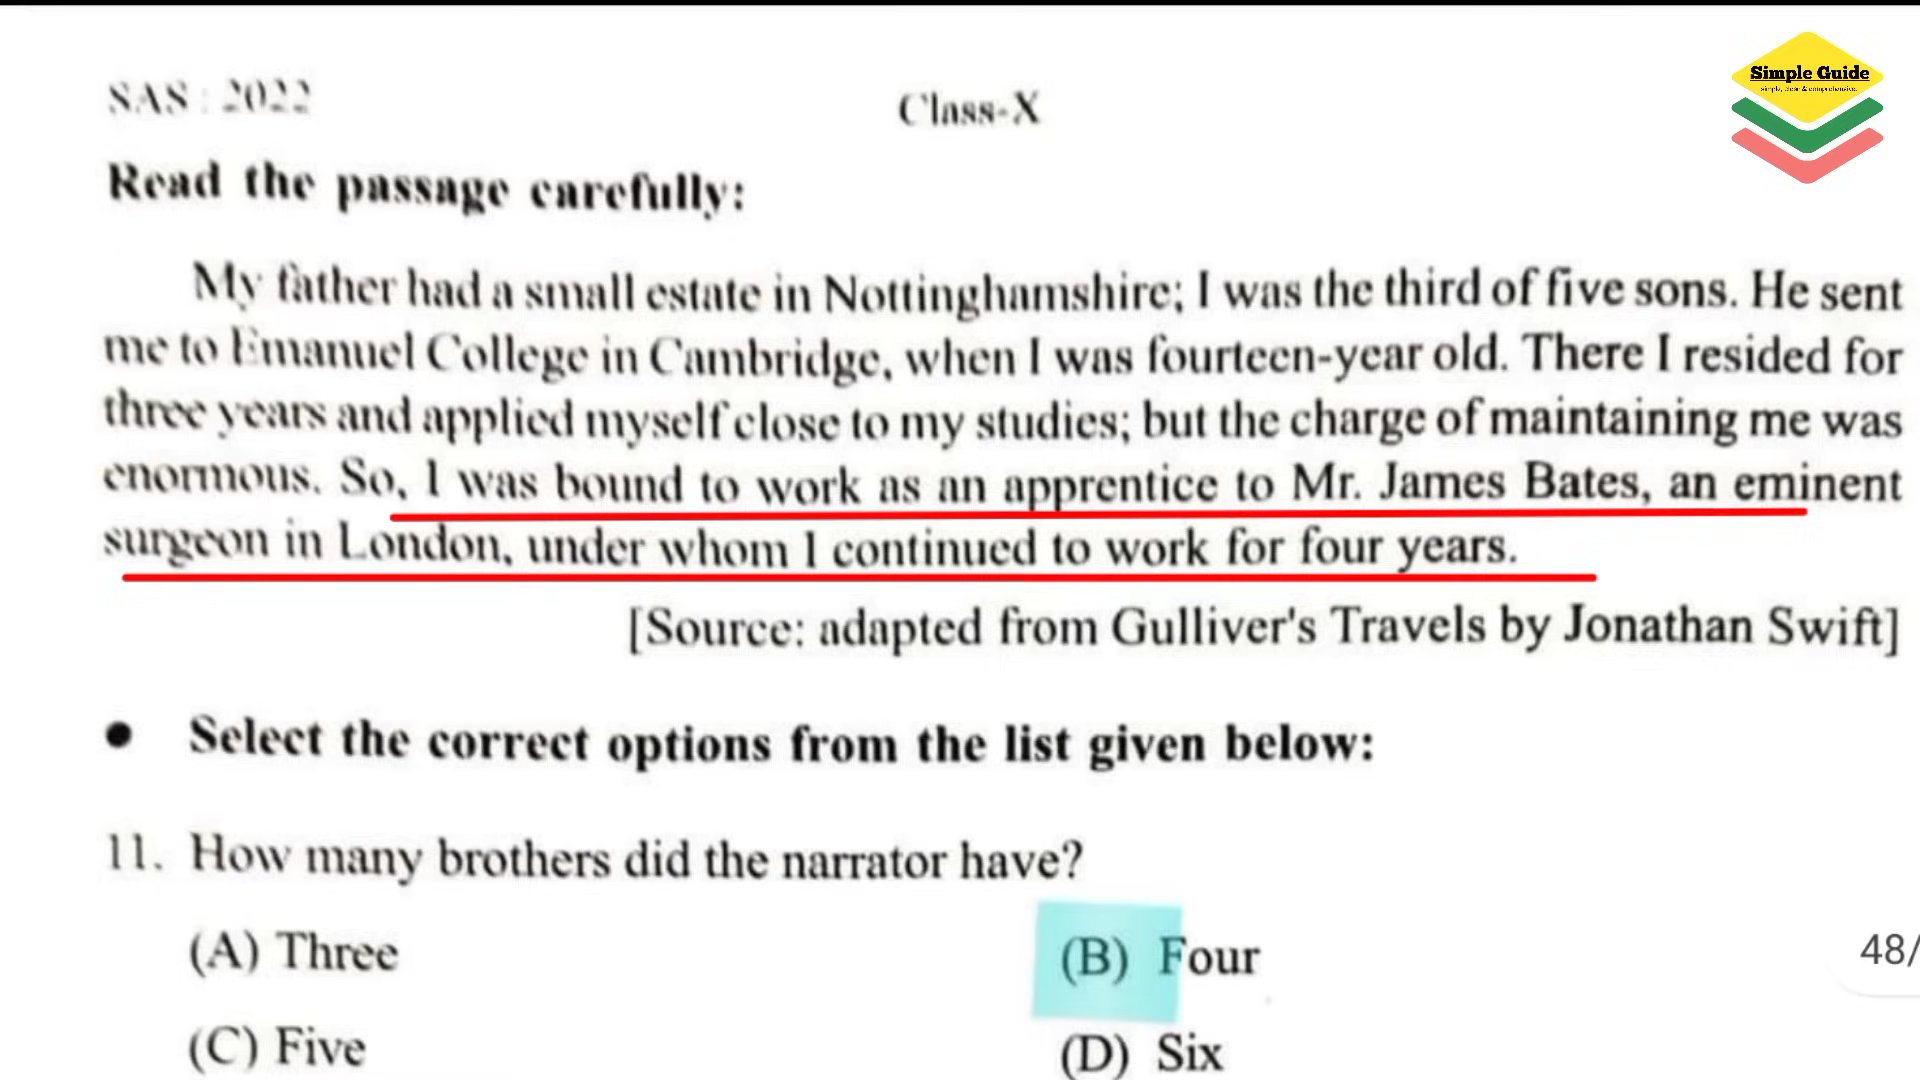 Simple Guide
simple, clean & comprehensive.
SAS : 2022
Class-X
Read the passage carefully:
My father had a small estate in Nottinghamshire; I was the third of five sons. He sent
me to Emanuel College in Cambridge, when I was fourteen-year old. There I resided for
three years and applied myself close to my studies; but the charge of maintaining me was
enormous. So, I was bound to work as an apprentice to Mr. James Bates, an eminent
surgeon in London, under whom I continued to work for four years.
[Source: adapted from Gulliver's Travels by Jonathan Swift]
● Select the correct options from the list given below:
11. How many brothers did the narrator have?
(A) Three (B) Four
48/
(C) Five (D) Six